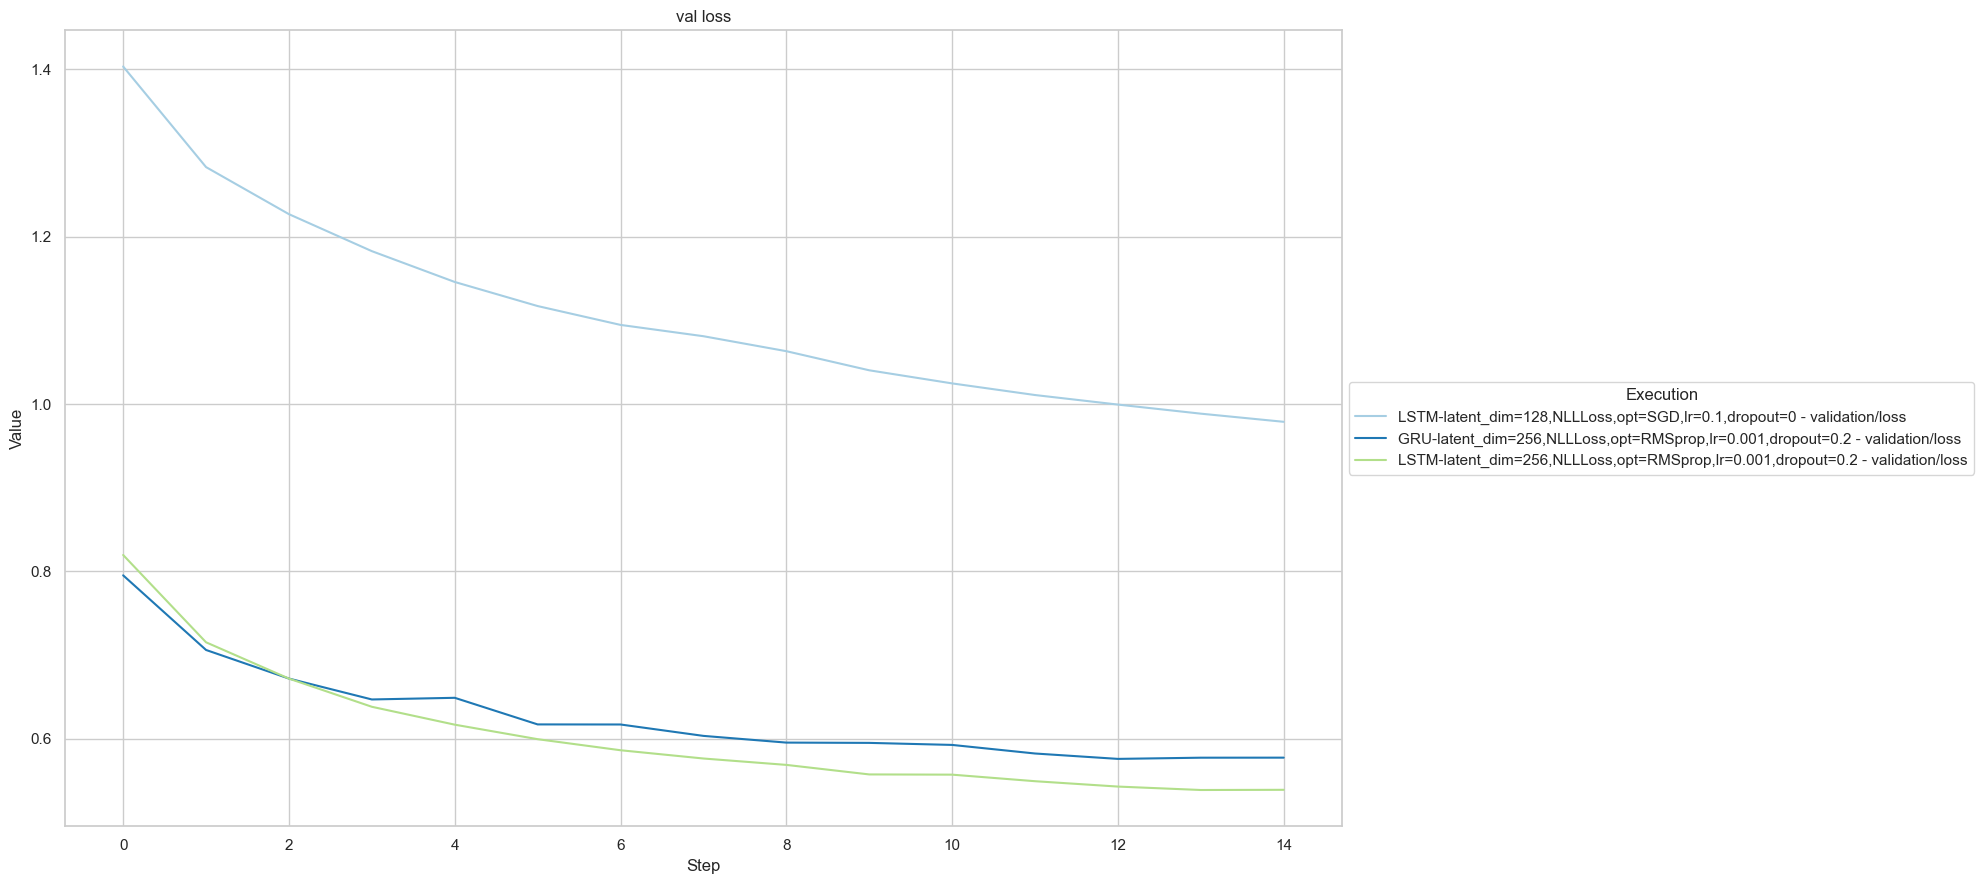 val loss
1.4
1.2
1.0
0.8
0.6
Value
0 2 4 6 8 10 12 14
Step
Execution
LSTM-latent_dim=128,NLLLoss,opt=SGD,lr=0.1,dropout=0 - validation/loss
GRU-latent_dim=256,NLLLoss,opt=RMSprop,lr=0.001,dropout=0.2 - validation/loss
LSTM-latent_dim=256,NLLLoss,opt=RMSprop,lr=0.001,dropout=0.2 - validation/loss